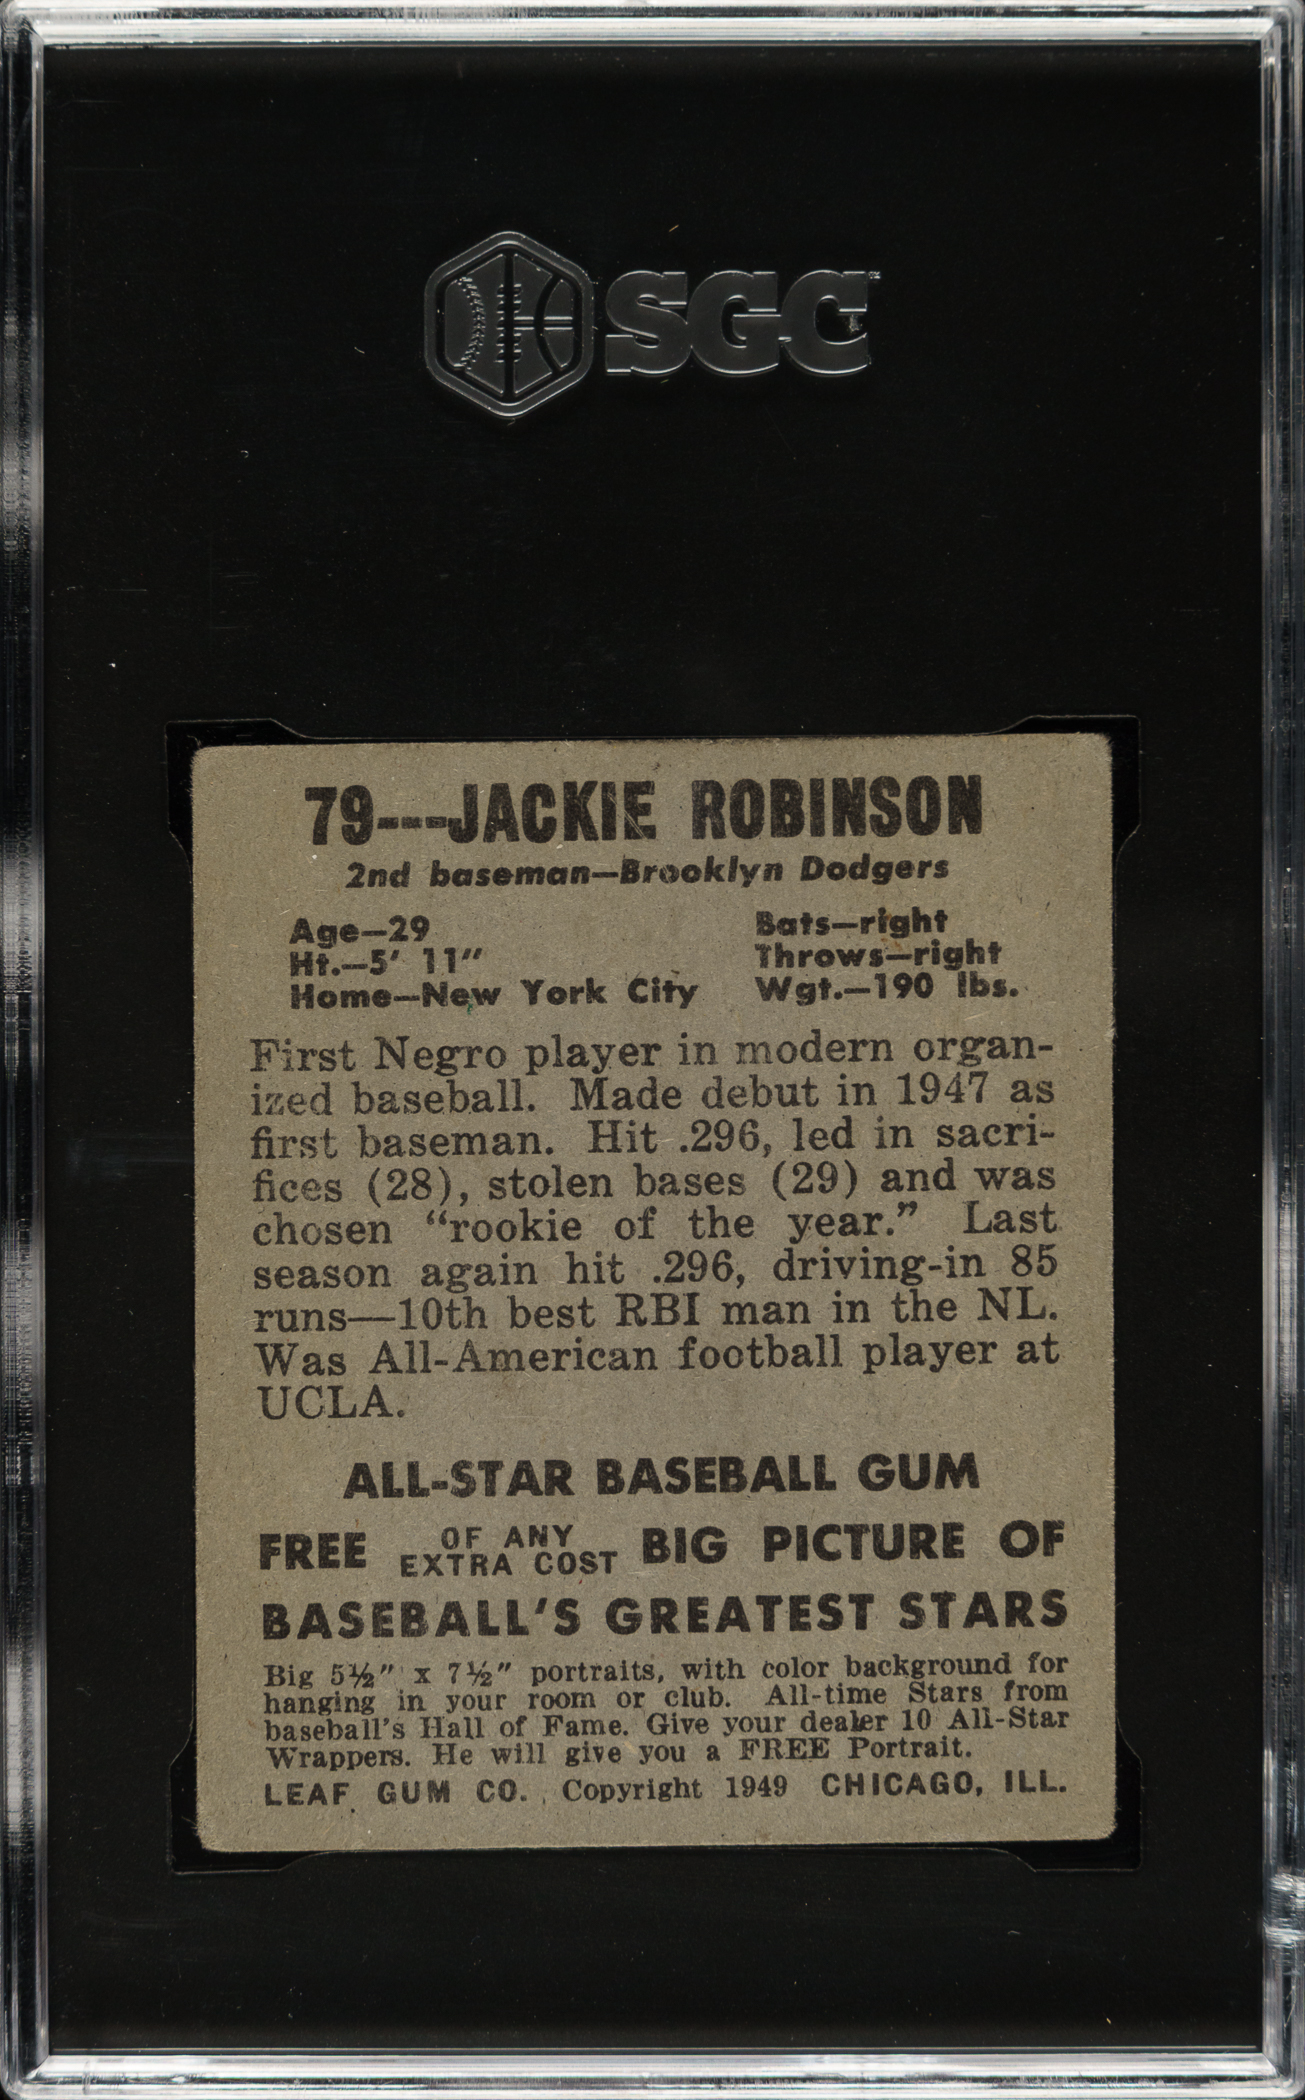 SGC
79---JACKIE ROBINSON
2nd baseman—Brooklyn Dodgers
Age—29
Ht.—5' 11"
Home—New York City
Bats—right
Throws—right
Wgt.—190 lbs.
First Negro player in modern organ-
ized baseball. Made debut in 1947 as
first baseman. Hit .296, led in sacri-
fices (28), stolen bases (29) and was
chosen “rookie of the year.” Last
season again hit .296, driving-in 85
runs—10th best RBI man in the NL.
Was All-American football player at
UCLA.
ALL-STAR BASEBALL GUM
FREE OF ANY EXTRA COST BIG PICTURE OF
BASEBALL'S GREATEST STARS
Big 5½" x 7½" portraits, with color background for
hanging in your room or club. All-time Stars from
baseball's Hall of Fame. Give your dealer 10 All-Star
Wrappers. He will give you a FREE Portrait.
LEAF GUM CO. Copyright 1949 CHICAGO, ILL.